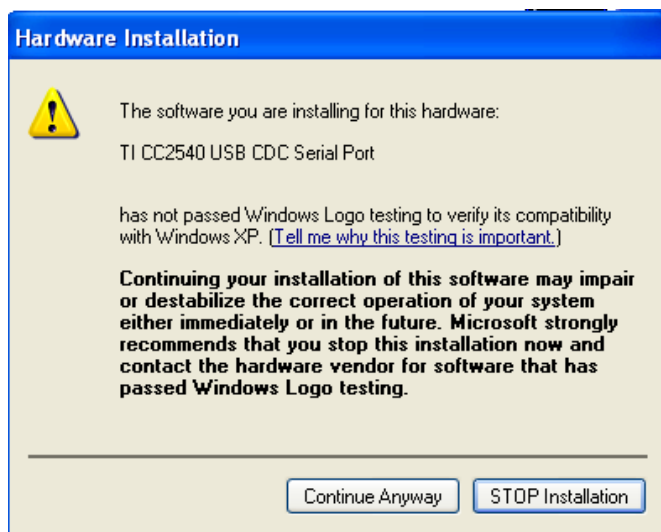 Hardware Installation
The software you are installing for this hardware:
TI CC2540 USB CDC Serial Port
has not passed Windows Logo testing to verify its compatibility
with Windows XP. (Tell me why this testing is important.)
Continuing your installation of this software may impair
or destabilize the correct operation of your system
either immediately or in the future. Microsoft strongly
recommends that you stop this installation now and
contact the hardware vendor for software that has
passed Windows Logo testing.
Continue Anyway
STOP Installation